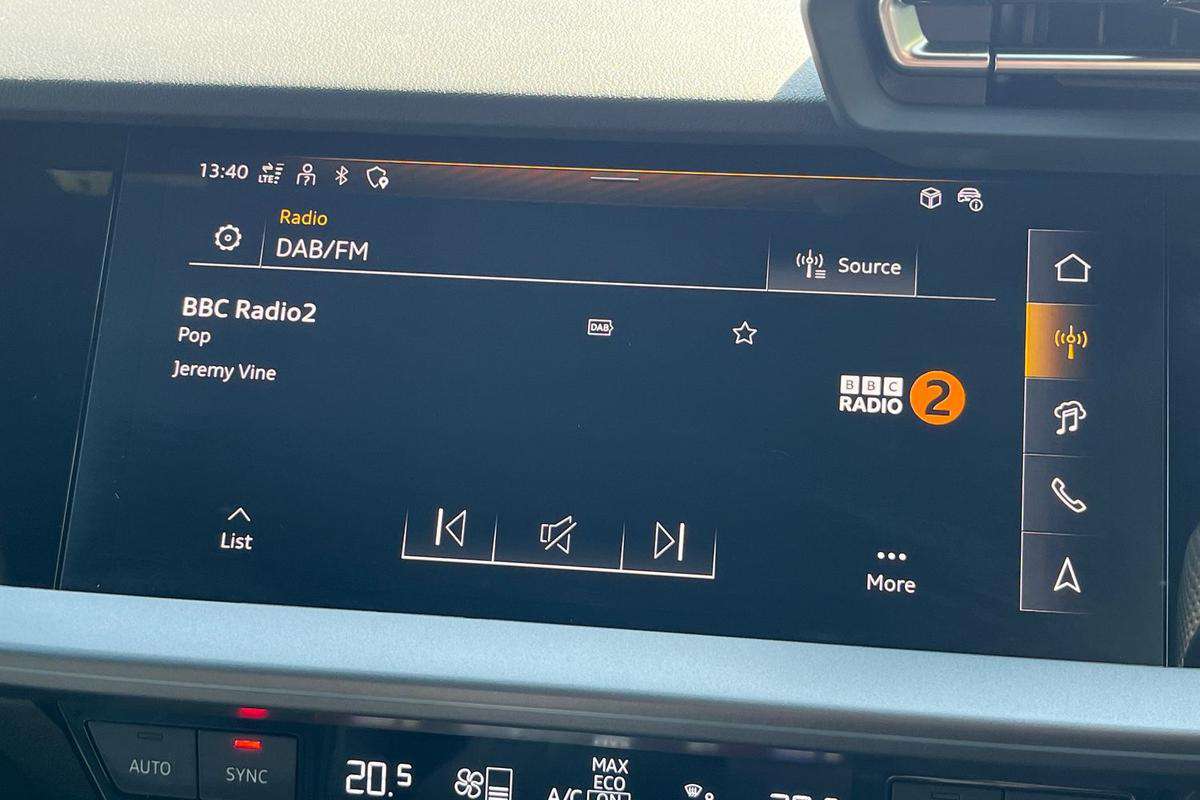 13:40 LTE
Radio
DAB/FM
Source
BBC Radio2
Pop
DAB
Jeremy Vine
BBC
RADIO 2
List
More
AUTO
SYNC
20.5
MAX
ECO
A/C ON